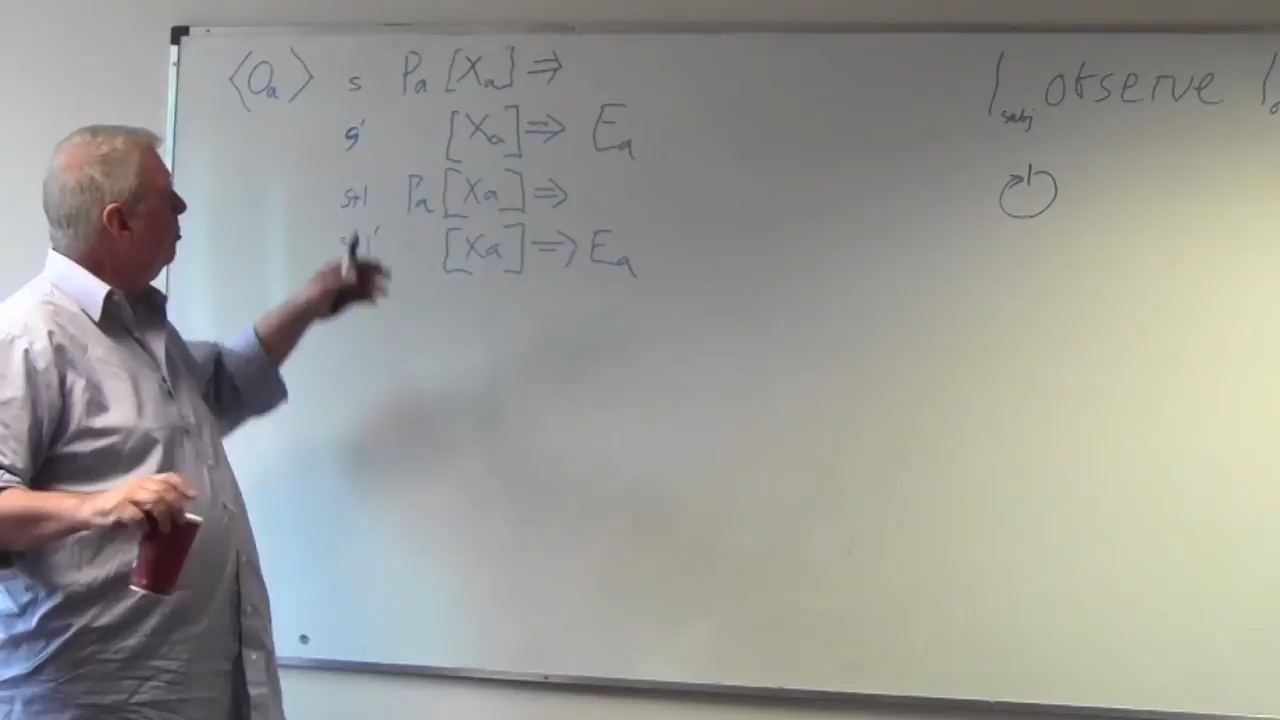 ⟨Oₐ⟩ s Pₐ [Xₐ] ⇒
s′ [Xₐ] ⇒ Eₐ
s+1 Pₐ [Xₐ] ⇒
[Xₐ] ⇒ Eₐ
I subj observe I